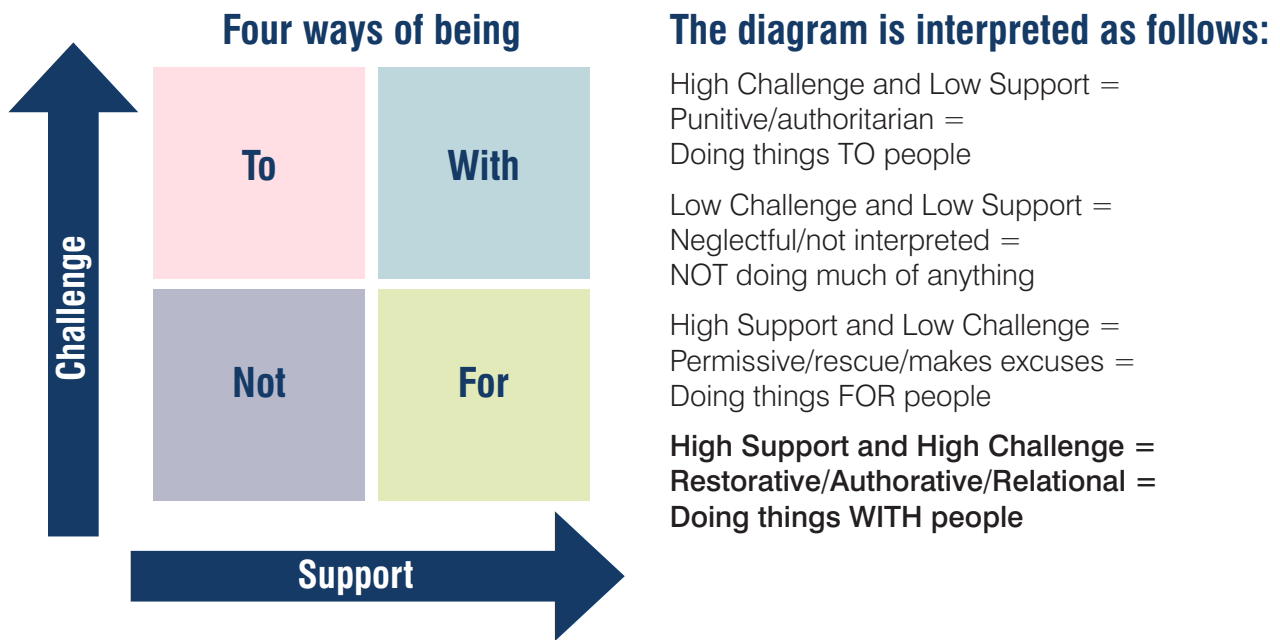 Four ways of being
Challenge
To
With
Not
For
Support
The diagram is interpreted as follows:
High Challenge and Low Support =
Punitive/authoritarian =
Doing things TO people
Low Challenge and Low Support =
Neglectful/not interpreted =
NOT doing much of anything
High Support and Low Challenge =
Permissive/rescue/makes excuses =
Doing things FOR people
High Support and High Challenge =
Restorative/Authorative/Relational =
Doing things WITH people